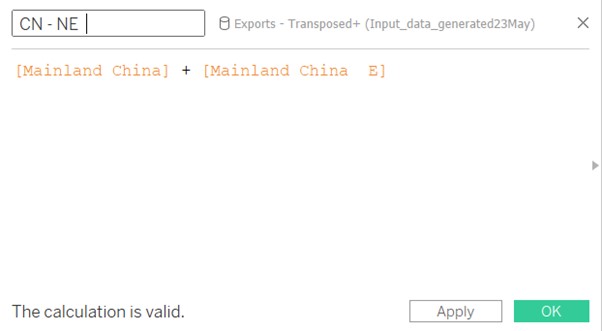 CN - NE
Exports - Transposed+ (Input_data_generated23May)
[Mainland China] + [Mainland China  E]
The calculation is valid.
Apply
OK